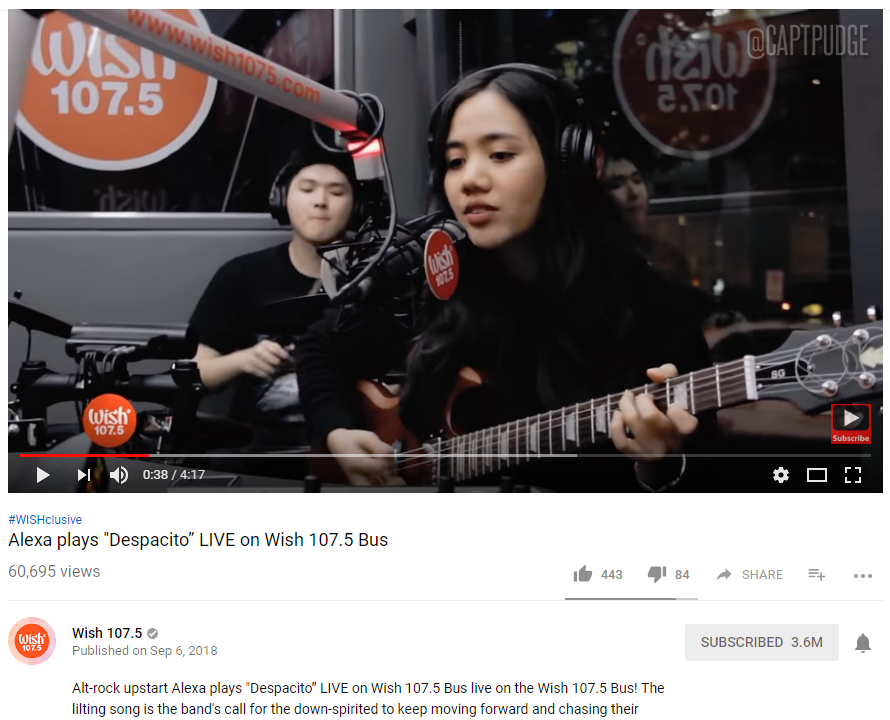 www.wish1075.com
wish
107.5
wish
107.5
@CAPTPUDGE
wish
107.5
SG
wish
107.5
Subscribe
0:38 / 4:17
#WISHclusive
Alexa plays "Despacito” LIVE on Wish 107.5 Bus
60,695 views
443 84 SHARE
wish
107.5
Wish 107.5
Published on Sep 6, 2018
SUBSCRIBED 3.6M
Alt-rock upstart Alexa plays "Despacito” LIVE on Wish 107.5 Bus live on the Wish 107.5 Bus! The
lilting song is the band's call for the down-spirited to keep moving forward and chasing their